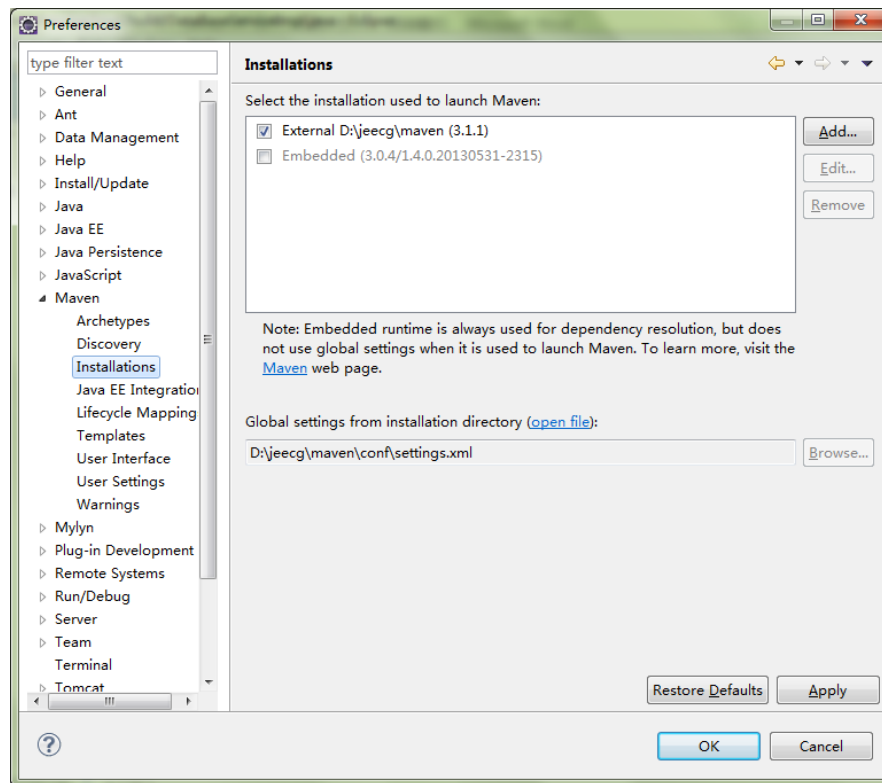 Preferences
type filter text
General
Ant
Data Management
Help
Install/Update
Java
Java EE
Java Persistence
JavaScript
Maven
Archetypes
Discovery
Installations
Java EE Integration
Lifecycle Mapping
Templates
User Interface
User Settings
Warnings
Mylyn
Plug-in Development
Remote Systems
Run/Debug
Server
Team
Terminal
Tomcat
Installations
Select the installation used to launch Maven:
External D:\jeecg\maven (3.1.1)
Embedded (3.0.4/1.4.0.20130531-2315)
Add...
Edit...
Remove
Note: Embedded runtime is always used for dependency resolution, but does
not use global settings when it is used to launch Maven. To learn more, visit the
Maven web page.
Global settings from installation directory (open file):
D:\jeecg\maven\conf\settings.xml
Browse...
Restore Defaults
Apply
OK
Cancel